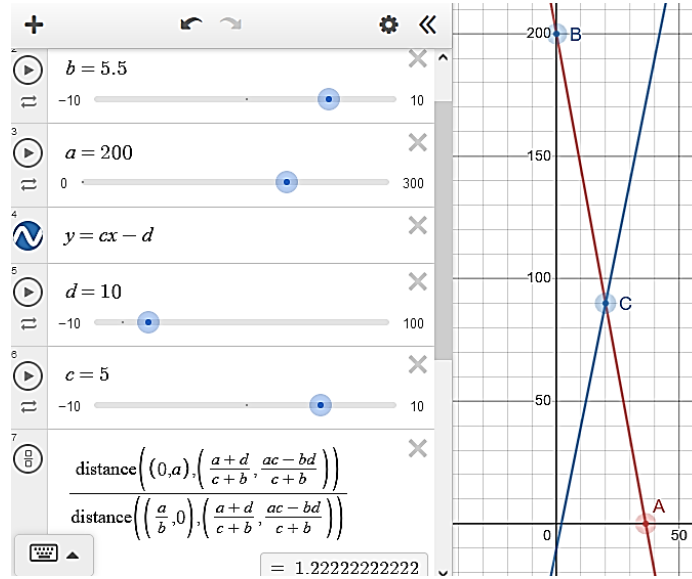 2
b = 5.5
-10
10
3
a = 200
0
300
4
y = cx − d
5
d = 10
-10
100
6
c = 5
-10
10
7
distance((0,a),(a+d/c+b, ac−bd/c+b))
distance((a/b,0),(a+d/c+b, ac−bd/c+b))
= 1.22222222222
200
B
150
100
C
50
A
0
50